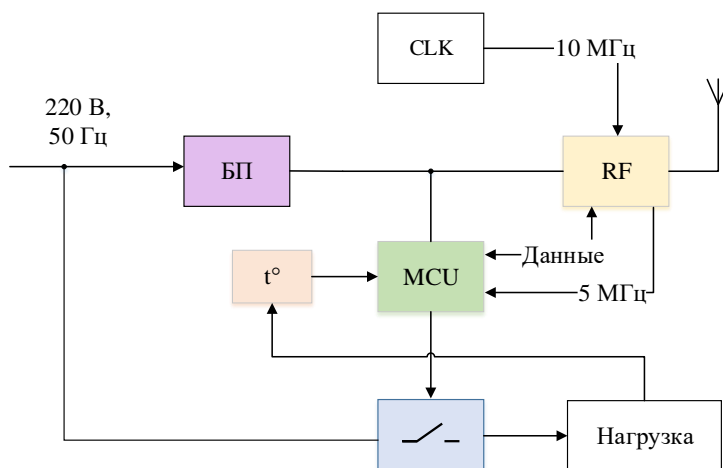 CLK
10 МГц
220 В,
50 Гц
БП
RF
Данные
t°
MCU
5 МГц
Нагрузка